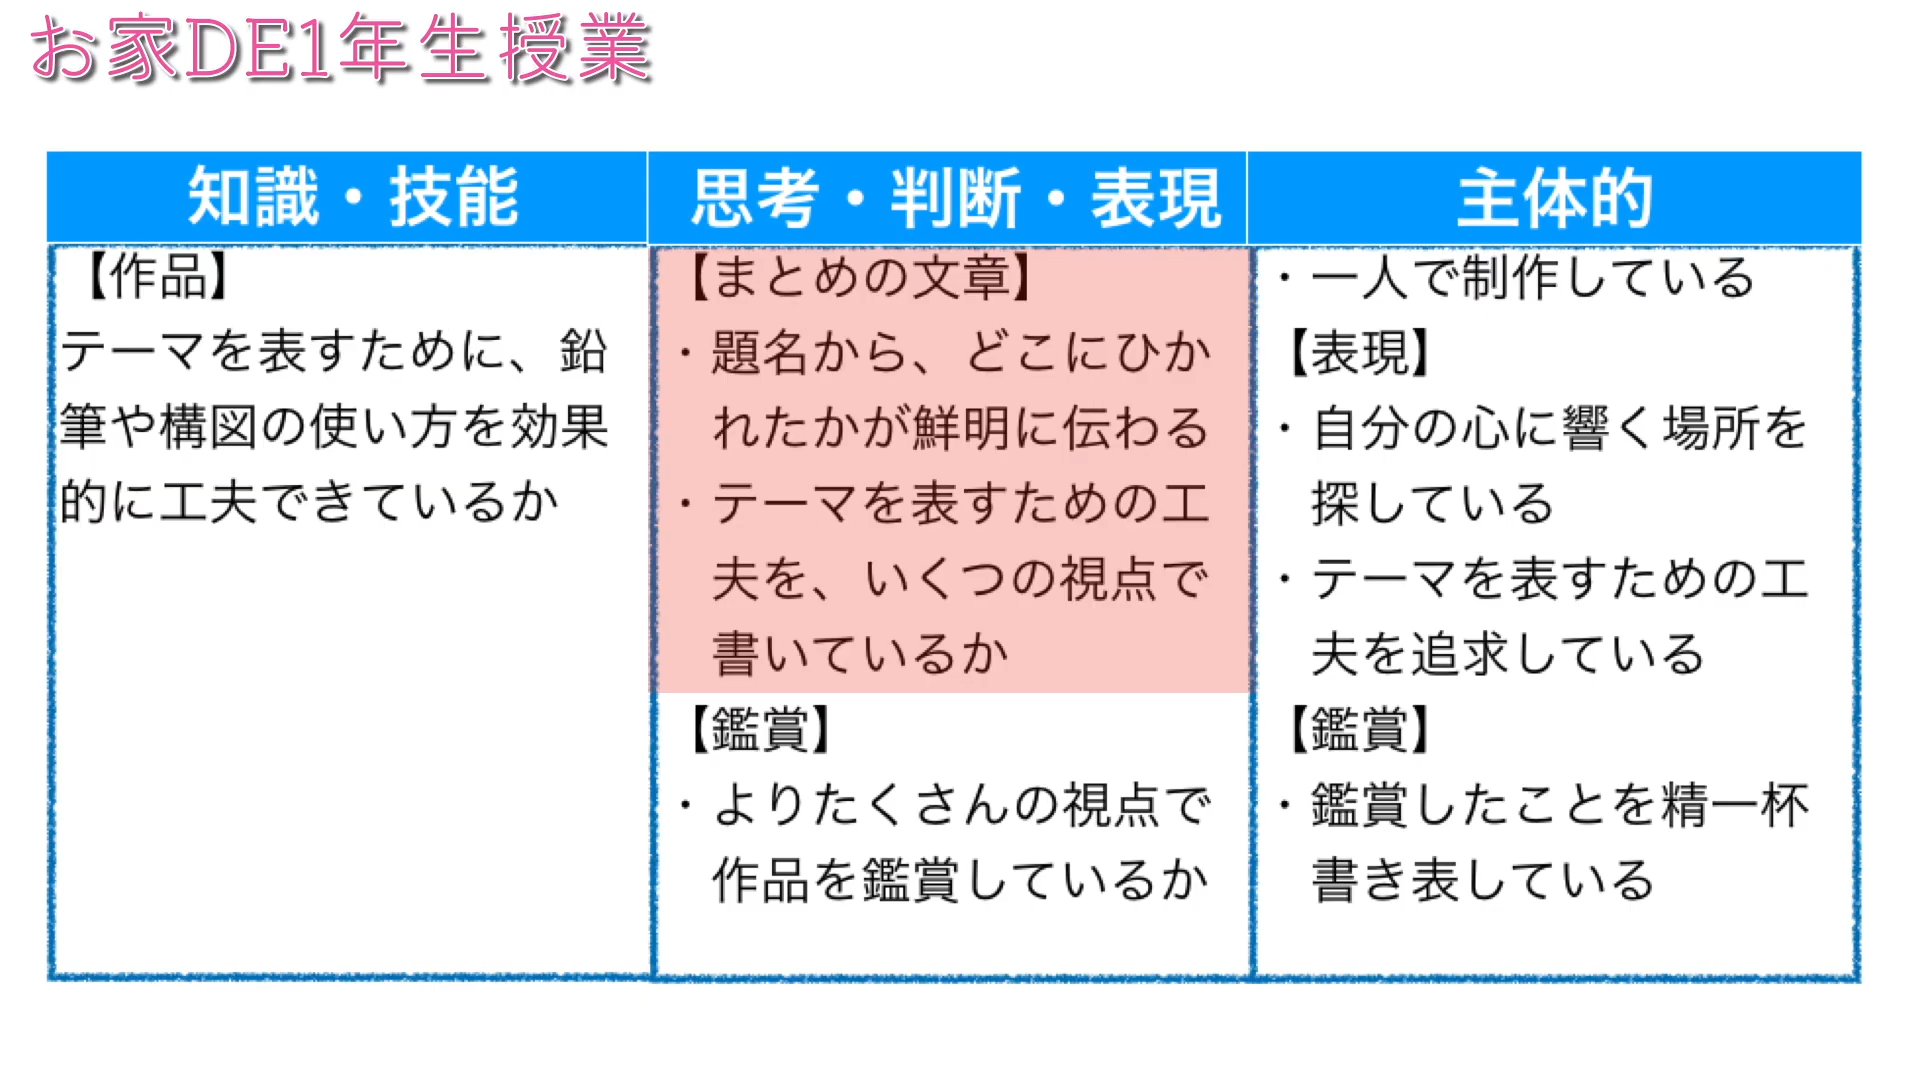 お家DE1年生授業
知識・技能
【作品】
テーマを表すために、鉛
筆や構図の使い方を効果
的に工夫できているか
思考・判断・表現
【まとめの文章】
・題名から、どこにひか
れたかが鮮明に伝わる
・テーマを表すための工
夫を、いくつの視点で
書いているか
【鑑賞】
・よりたくさんの視点で
作品を鑑賞しているか
主体的
・一人で制作している
【表現】
・自分の心に響く場所を
探している
・テーマを表すための工
夫を追求している
【鑑賞】
・鑑賞したことを精一杯
書き表している